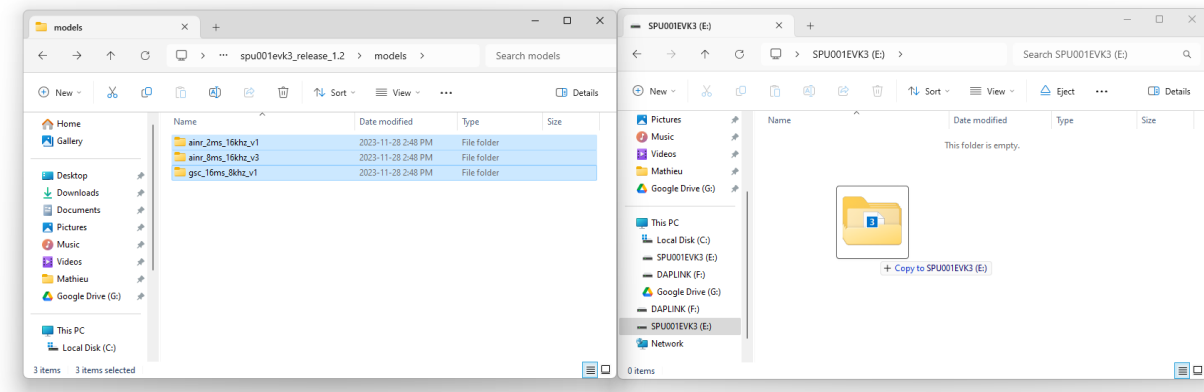 models
spu001evk3_release_1.2 > models >
Search models
New
Sort
View
Details
Home
Gallery
Desktop
Downloads
Documents
Pictures
Music
Videos
Mathieu
Google Drive (G:)
This PC
Local Disk (C:)
Name Date modified Type Size
ainr_2ms_16khz_v1 2023-11-28 2:48 PM File folder
ainr_8ms_16khz_v3 2023-11-28 2:48 PM File folder
gsc_16ms_8khz_v1 2023-11-28 2:48 PM File folder
3 items 3 items selected
SPU001EVK3 (E:)
SPU001EVK3 (E:) >
Search SPU001EVK3 (E:)
New
Sort
View
Eject
Details
Pictures
Music
Videos
Mathieu
Google Drive (G:)
This PC
Local Disk (C:)
SPU001EVK3 (E:)
DAPLINK (F:)
Google Drive (G:)
DAPLINK (F:)
SPU001EVK3 (E:)
Network
Name Date modified Type Size
This folder is empty.
3
+ Copy to SPU001EVK3 (E:)
0 items